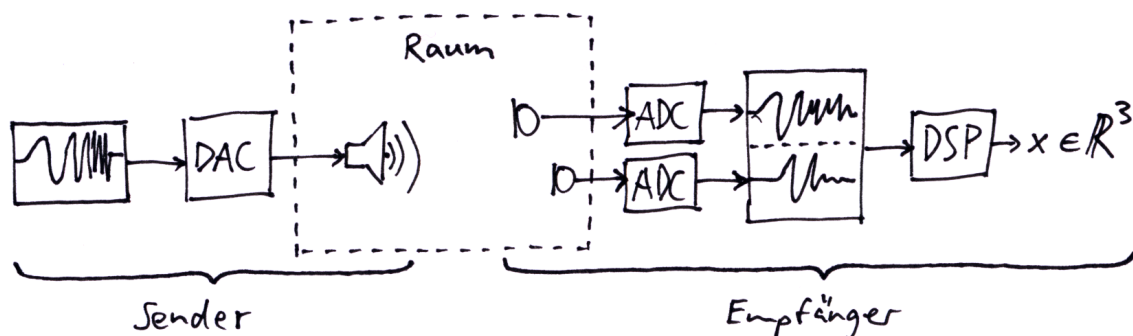 Raum
DAC
ADC
ADC
DSP
x ∈ ℝ³
Sender
Empfänger